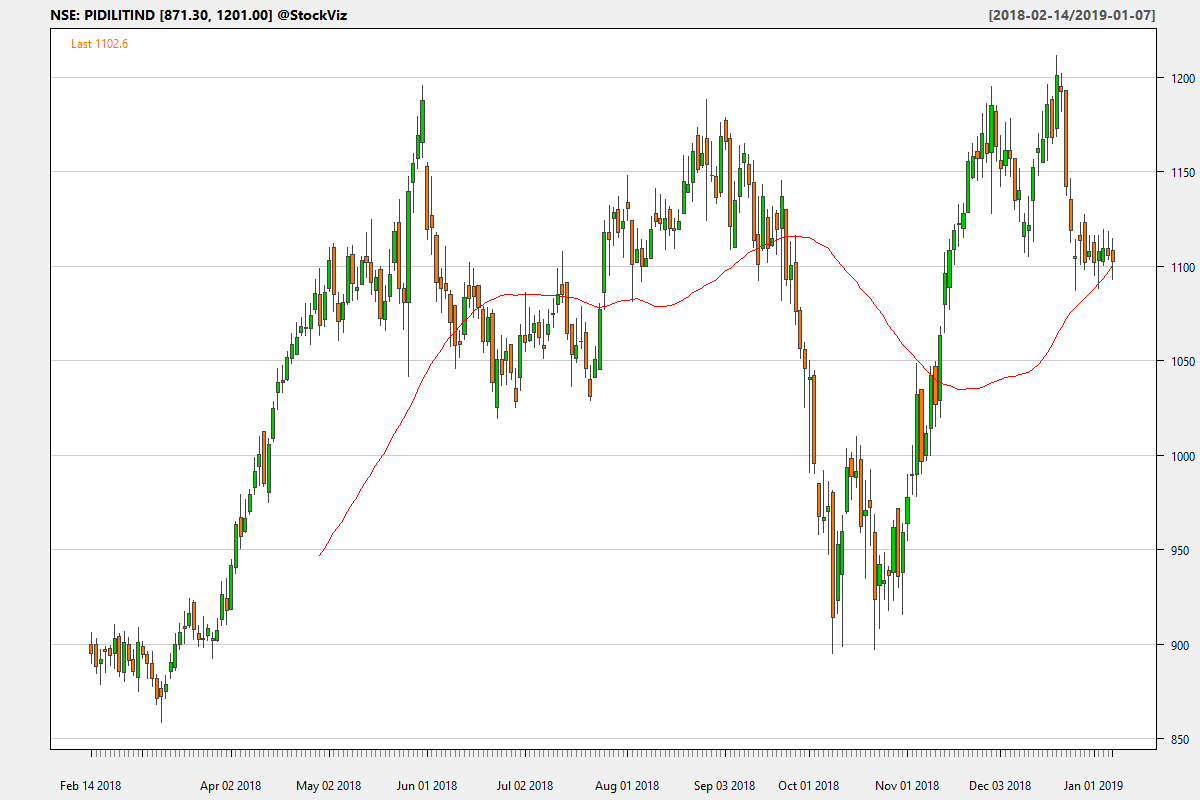 NSE: PIDILITIND [871.30, 1201.00] @StockViz [2018-02-14/2019-01-07]
Last 1102.6
1200
1150
1100
1050
1000
950
900
850
Feb 14 2018 Apr 02 2018 May 02 2018 Jun 01 2018 Jul 02 2018 Aug 01 2018 Sep 03 2018 Oct 01 2018 Nov 01 2018 Dec 03 2018 Jan 01 2019